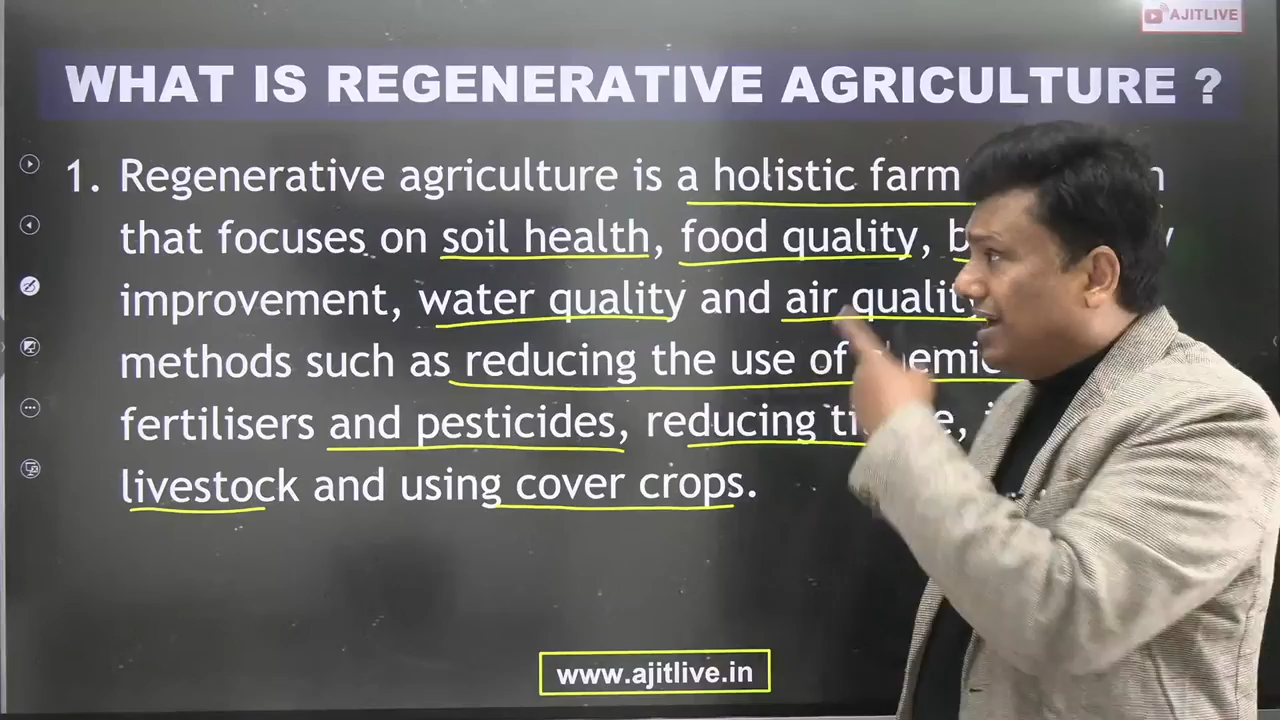 AJITLIVE
WHAT IS REGENERATIVE AGRICULTURE ?
1. Regenerative agriculture is a holistic
that focuses on soil health, food quality,
improvement, water quality and air quality
methods such as reducing the use of
fertilisers and pesticides, reducing
livestock and using cover crops.
www.ajitlive.in